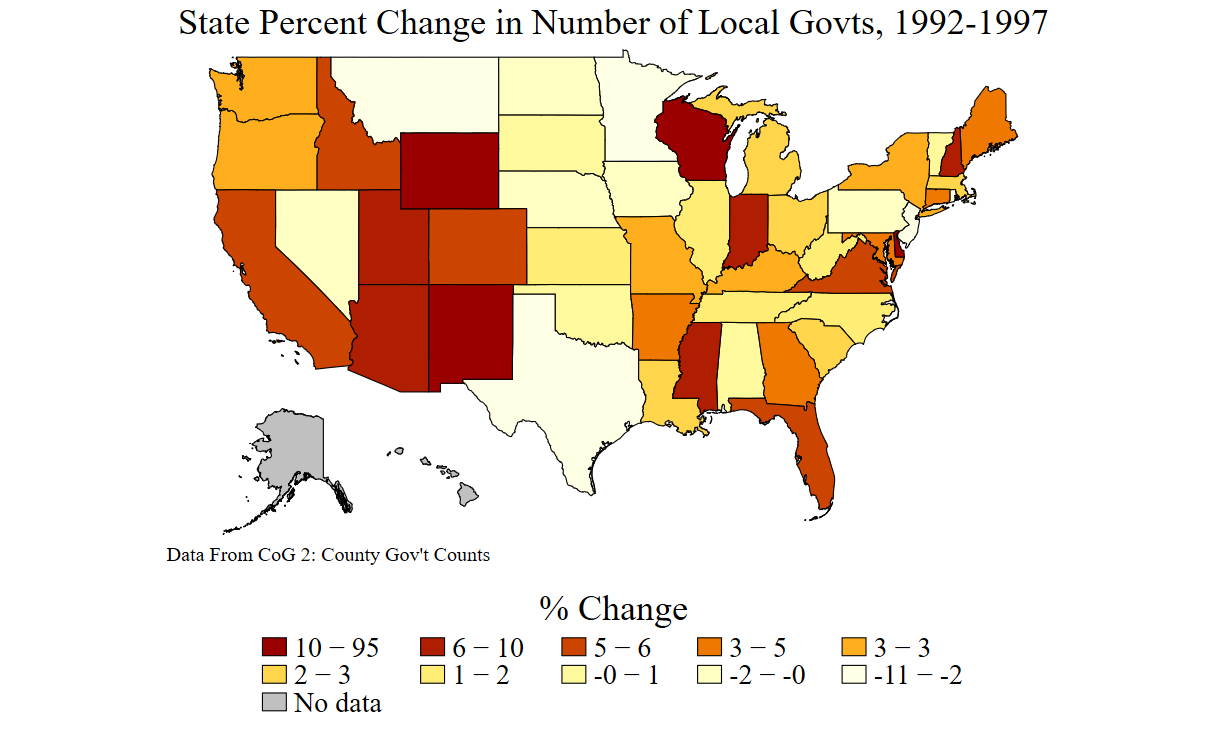 State Percent Change in Number of Local Govts, 1992-1997
Data From CoG 2: County Gov't Counts
% Change
10 − 95 6 − 10 5 − 6 3 − 5 3 − 3
2 − 3 1 − 2 -0 − 1 -2 − -0 -11 − -2
No data